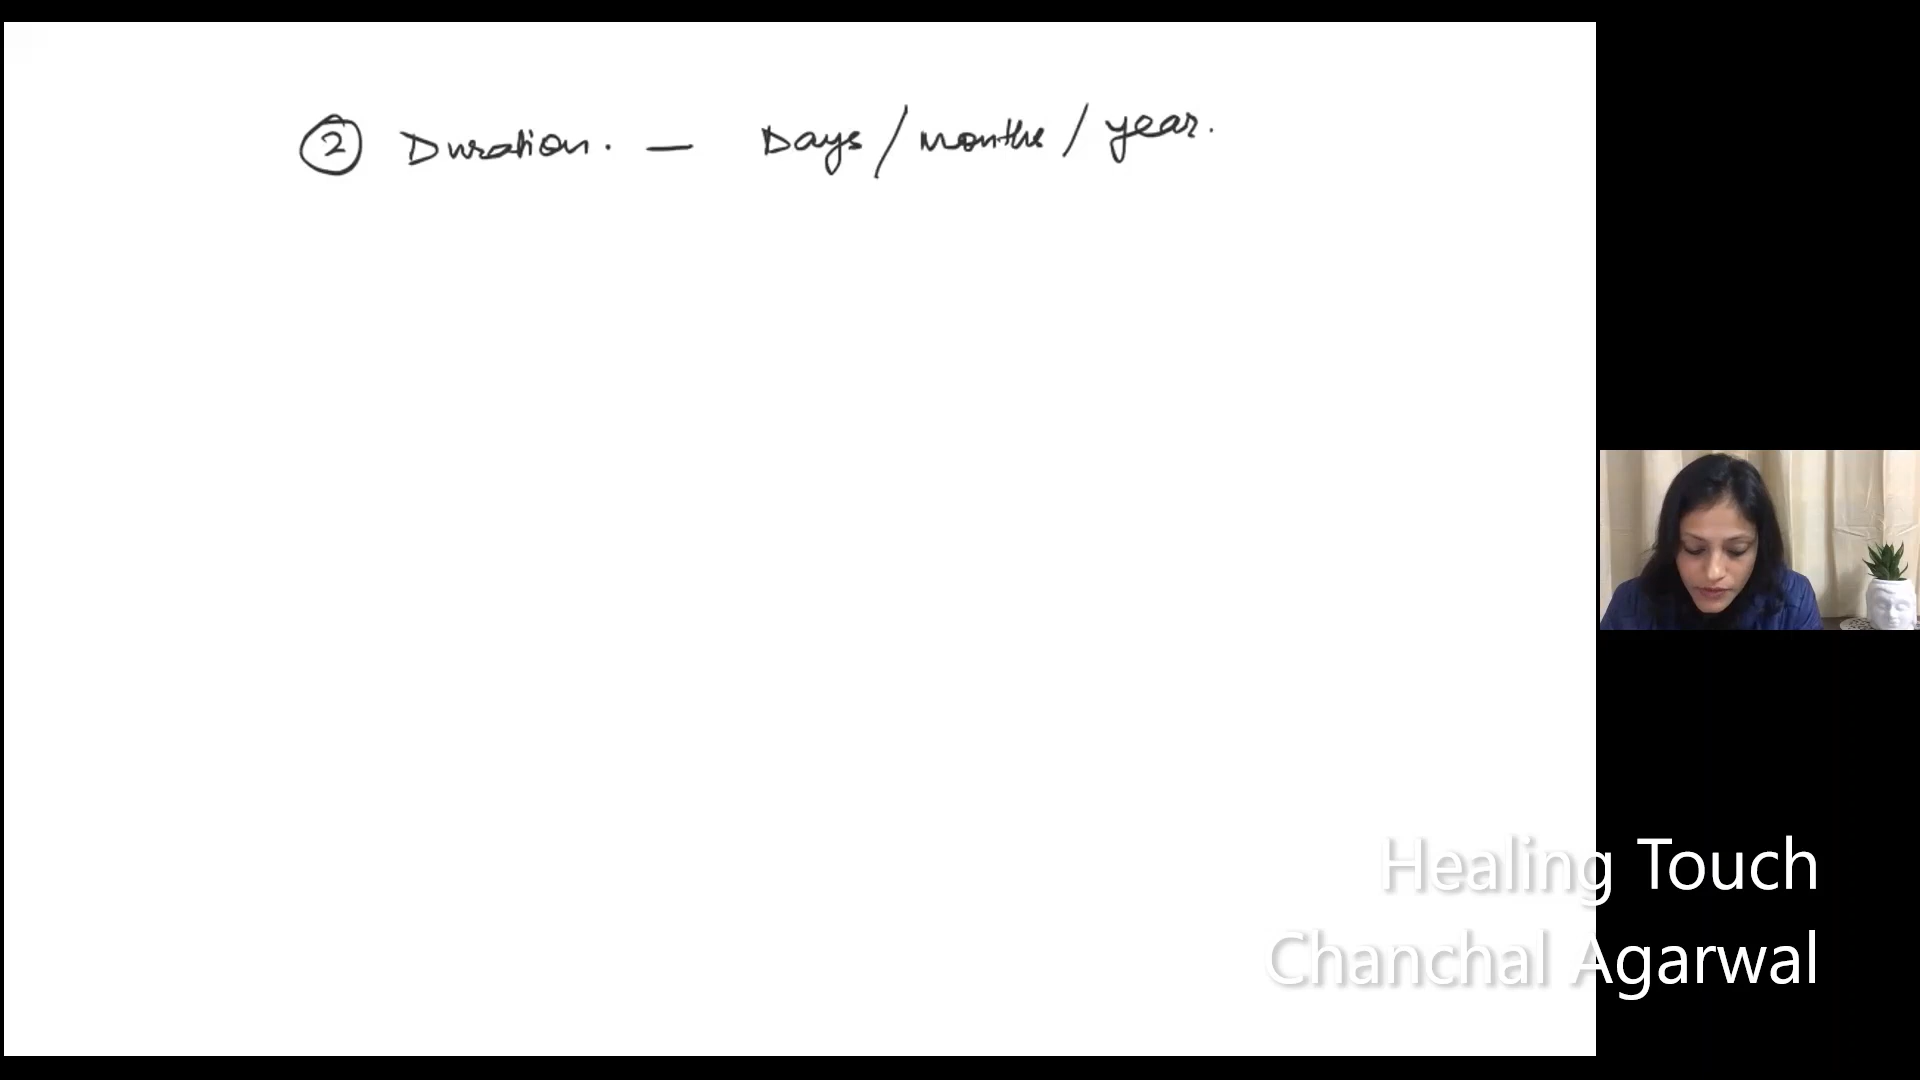 ② Duration. — Days / months / year.
Healing Touch
Chanchal Agarwal